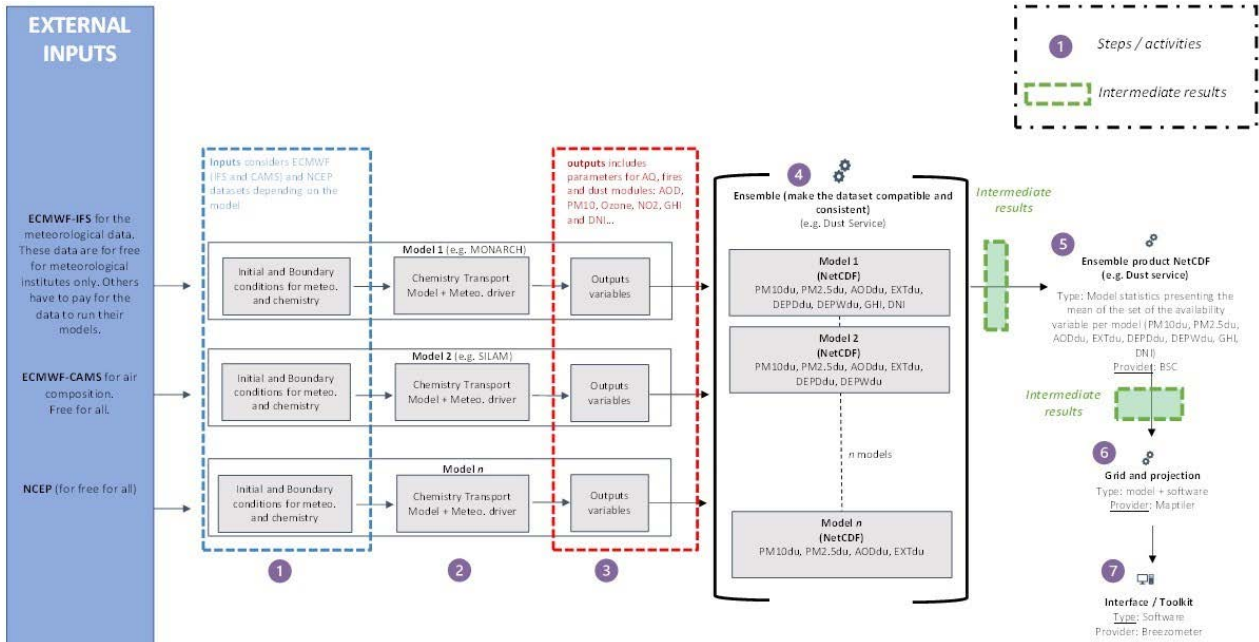 EXTERNAL
INPUTS
ECMWF-IFS for the
meteorological data.
These data are for free
for meteorological
institutes only. Others
have to pay for the
data to run their
models.
ECMWF-CAMS for air
composition.
Free for all.
NCEP (for free for all)
Inputs considers ECMWF
(IFS and CAMS) and NCEP
datasets depending on the
model
outputs includes
parameters for AQ, fires
and dust modules: AOD,
PM10, Ozone, NO2, GHI
and DNI...
Model 1 (e.g. MONARCH)
Initial and Boundary
conditions for meteo.
and chemistry
Chemistry Transport
Model + Meteo. driver
Outputs
variables
Model 2 (e.g. SILAM)
Initial and Boundary
conditions for meteo.
and chemistry
Chemistry Transport
Model + Meteo. driver
Outputs
variables
Model n
Initial and Boundary
conditions for meteo.
and chemistry
Chemistry Transport
Model + Meteo. driver
Outputs
variables
1
2
3
4
Ensemble (make the dataset compatible and
consistent)
(e.g. Dust Service)
Model 1
(NetCDF)
PM10du, PM2.5du, AODdu, EXTdu,
DEPDdu, DEPWdu, GHI, DNI
Model 2
(NetCDF)
PM10du, PM2.5du, AODdu, EXTdu,
DEPDdu, DEPWdu
n models
Model n
(NetCDF)
PM10du, PM2.5du, AODdu, EXTdu
1
Steps / activities
Intermediate results
Intermediate
results
5
Ensemble product NetCDF
(e.g. Dust service)
Type: Model statistics presenting the
mean of the set of the availability
variable per model (PM10du, PM2.5du,
AODdu, EXTdu, DEPDdu, DEPWdu, GHI,
DNI)
Provider: BSC
Intermediate
results
6
Grid and projection
Type: model + software
Provider: Maptiler
7
Interface / Toolkit
Type: Software
Provider: Breezometer